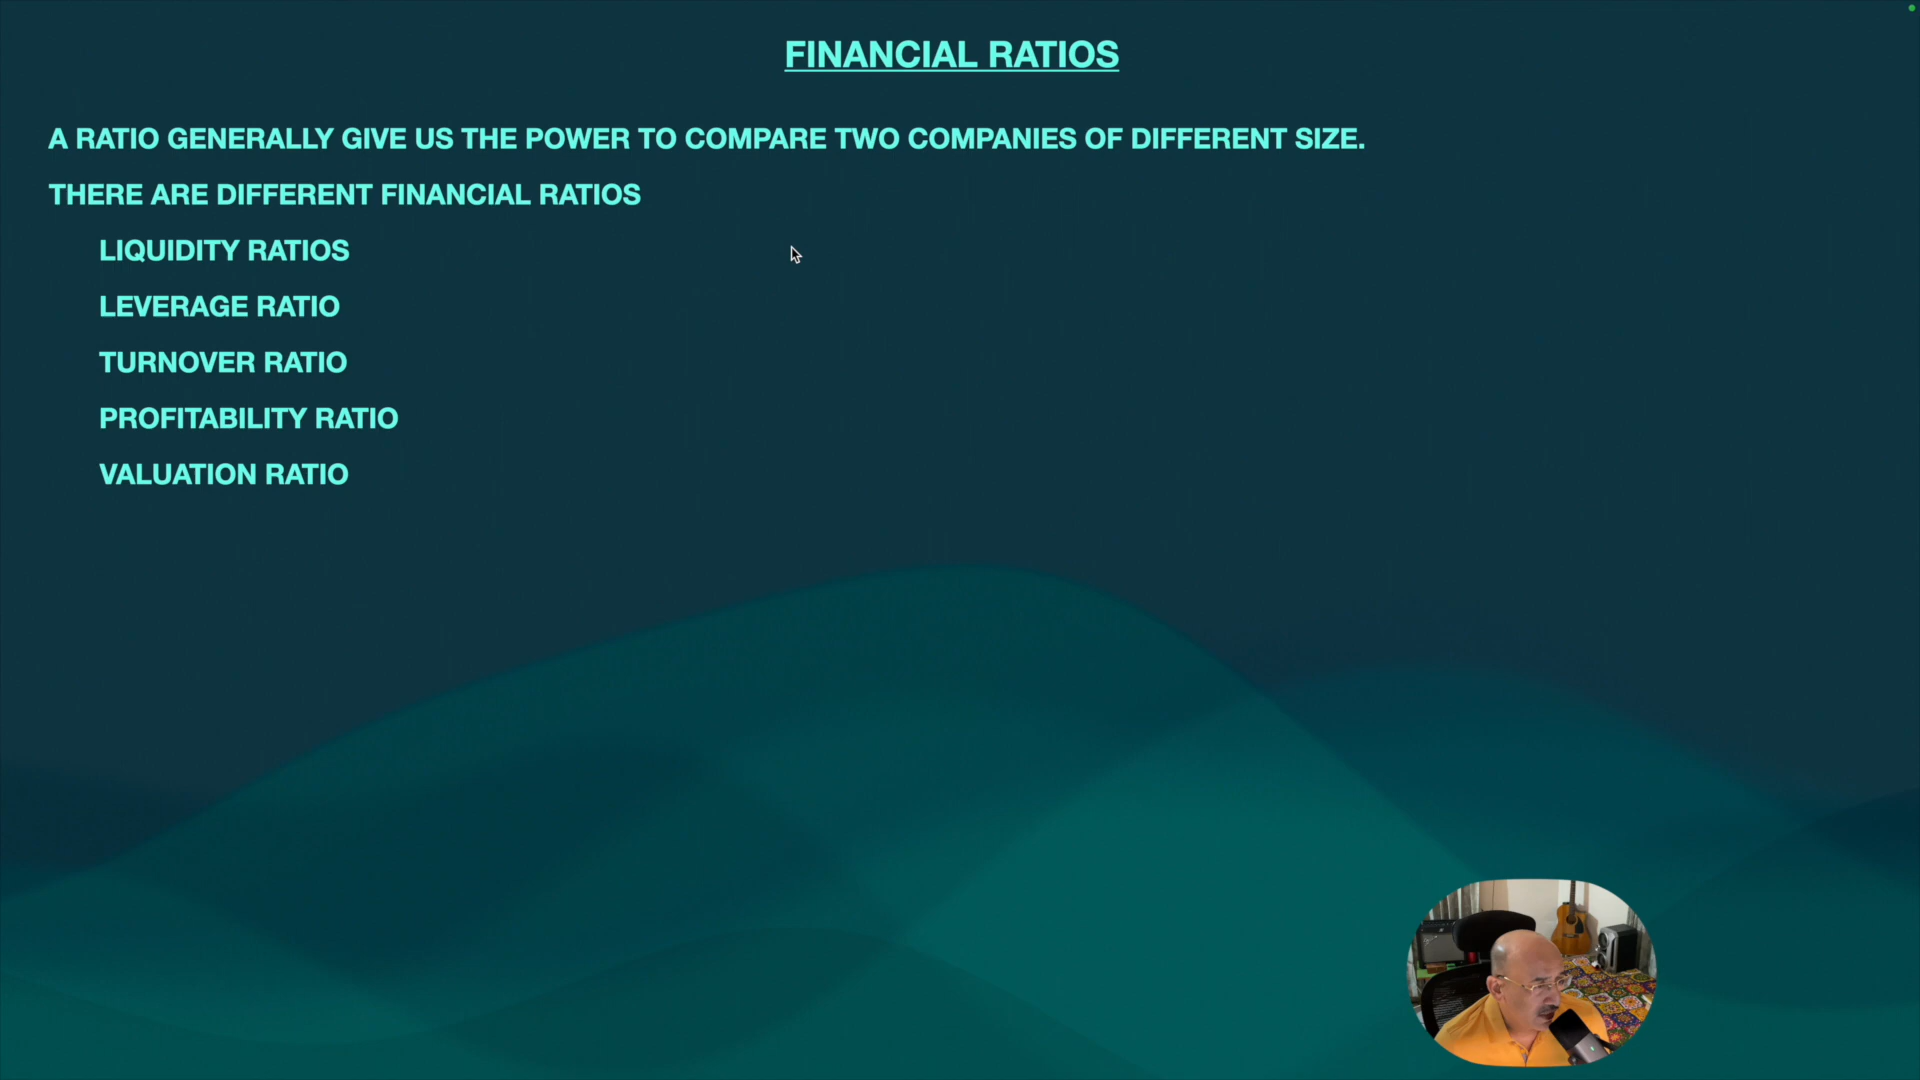 FINANCIAL RATIOS
A RATIO GENERALLY GIVE US THE POWER TO COMPARE TWO COMPANIES OF DIFFERENT SIZE.
THERE ARE DIFFERENT FINANCIAL RATIOS
LIQUIDITY RATIOS
LEVERAGE RATIO
TURNOVER RATIO
PROFITABILITY RATIO
VALUATION RATIO